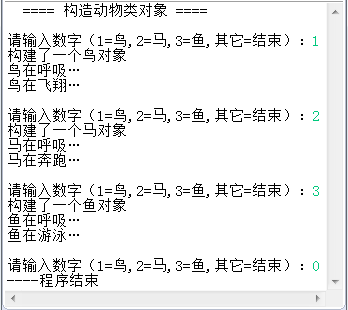 ==== 构造动物类对象 ====
请输入数字（1=鸟,2=马,3=鱼,其它=结束）：1
构建了一个鸟对象
鸟在呼吸…
鸟在飞翔…
请输入数字（1=鸟,2=马,3=鱼,其它=结束）：2
构建了一个马对象
马在呼吸…
马在奔跑…
请输入数字（1=鸟,2=马,3=鱼,其它=结束）：3
构建了一个鱼对象
鱼在呼吸…
鱼在游泳…
请输入数字（1=鸟,2=马,3=鱼,其它=结束）：0
----程序结束